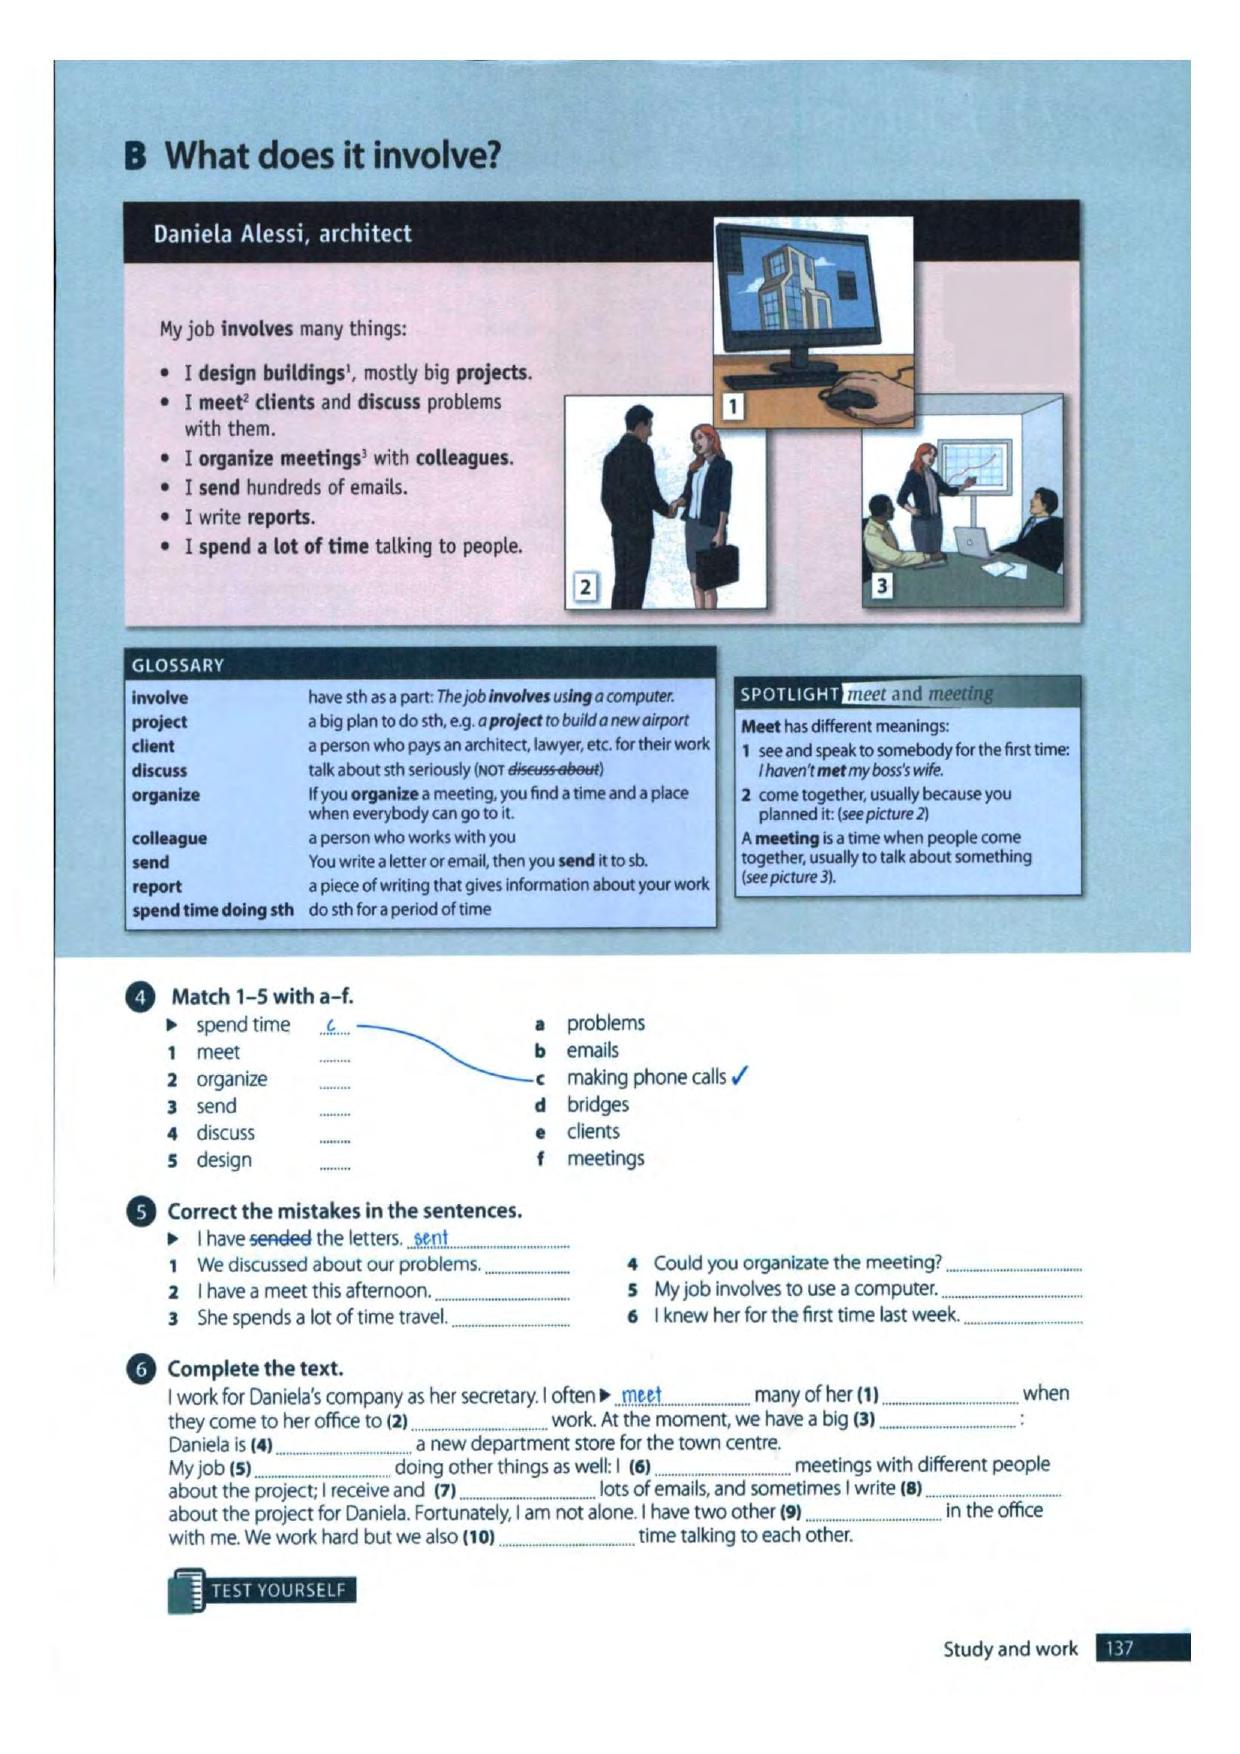 B What does it involve?
Daniela Alessi, architect
My job involves many things:
• I design buildings¹, mostly big projects.
• I meet² clients and discuss problems
with them.
• I organize meetings³ with colleagues.
• I send hundreds of emails.
• I write reports.
• I spend a lot of time talking to people.
1
2
3
GLOSSARY
involve have sth as a part: The job involves using a computer.
project a big plan to do sth, e.g. a project to build a new airport
client a person who pays an architect, lawyer, etc. for their work
discuss talk about sth seriously (NOT discuss about)
organize If you organize a meeting, you find a time and a place
when everybody can go to it.
colleague a person who works with you
send You write a letter or email, then you send it to sb.
report a piece of writing that gives information about your work
spend time doing sth do sth for a period of time
SPOTLIGHT meet and meeting
Meet has different meanings:
1 see and speak to somebody for the first time:
I haven't met my boss's wife.
2 come together, usually because you
planned it: (see picture 2)
A meeting is a time when people come
together, usually to talk about something
(see picture 3).
4 Match 1–5 with a–f.
► spend time c
1 meet ........
2 organize ........
3 send ........
4 discuss ........
5 design ........
a problems
b emails
c making phone calls ✓
d bridges
e clients
f meetings
5 Correct the mistakes in the sentences.
► I have sended the letters. sent
1 We discussed about our problems. ........
2 I have a meet this afternoon. ........
3 She spends a lot of time travel. ........
4 Could you organizate the meeting? ........
5 My job involves to use a computer. ........
6 I knew her for the first time last week. ........
6 Complete the text.
I work for Daniela's company as her secretary. I often ► meet ........ many of her (1) ........ when
they come to her office to (2) ........ work. At the moment, we have a big (3) ........ :
Daniela is (4) ........ a new department store for the town centre.
My job (5) ........ doing other things as well: I (6) ........ meetings with different people
about the project; I receive and (7) ........ lots of emails, and sometimes I write (8) ........
about the project for Daniela. Fortunately, I am not alone. I have two other (9) ........ in the office
with me. We work hard but we also (10) ........ time talking to each other.
TEST YOURSELF
Study and work 137